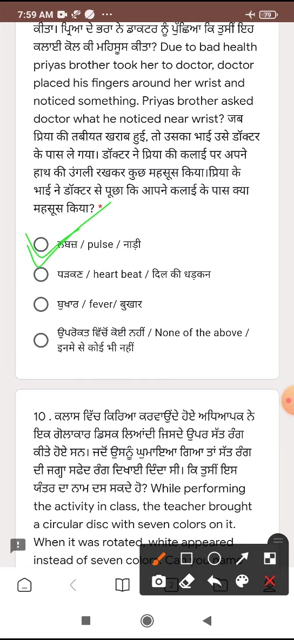 7:59 AM
79
ਕੀਤਾ। ਪ੍ਰਿਆ ਦੇ ਭਰਾ ਨੇ ਡਾਕਟਰ ਨੂੰ ਪੁੱਛਿਆ ਕਿ ਤੁਸੀਂ ਇਹ
ਕਲਾਈ ਕੋਲ ਕੀ ਮਹਿਸੂਸ ਕੀਤਾ? Due to bad health
priyas brother took her to doctor, doctor
placed his fingers around her wrist and
noticed something. Priyas brother asked
doctor what he noticed near wrist? जब
प्रिया की तबीयत खराब हुई, तो उसका भाई उसे डॉक्टर
के पास ले गया। डॉक्टर ने प्रिया की कलाई पर अपने
हाथ की उंगली रखकर कुछ महसूस किया।प्रिया के
भाई ने डॉक्टर से पूछा कि आपने कलाई के पास क्या
महसूस किया? *
ਨਬਜ਼ / pulse / नाड़ी
ਧੜਕਣ / heart beat / दिल की धड़कन
ਬੁਖਾਰ / fever/ बुखार
ਉਪਰੋਕਤ ਵਿੱਚੋਂ ਕੋਈ ਨਹੀਂ / None of the above /
इनमे से कोई भी नहीं
10 . ਕਲਾਸ ਵਿੱਚ ਕਿਰਿਆ ਕਰਵਾਉਂਦੇ ਹੋਏ ਅਧਿਆਪਕ ਨੇ
ਇਕ ਗੋਲਾਕਾਰ ਡਿਸਕ ਲਿਆਂਦੀ ਜਿਸਦੇ ਉਪਰ ਸੱਤ ਰੰਗ
ਕੀਤੇ ਹੋਏ ਸਨ। ਜਦੋਂ ਉਸਨੂੰ ਘੁਮਾਇਆ ਗਿਆ ਤਾਂ ਸੱਤ ਰੰਗ
ਦੀ ਜਗ੍ਹਾ ਸਫੇਦ ਰੰਗ ਦਿਖਾਈ ਦਿੰਦਾ ਸੀ। ਕਿ ਤੁਸੀਂ ਇਸ
ਯੰਤਰ ਦਾ ਨਾਮ ਦਸ ਸਕਦੇ ਹੋ? While performing
the activity in class, the teacher brought
a circular disc with seven colors on it.
When it was rotated, white appeared
instead of seven